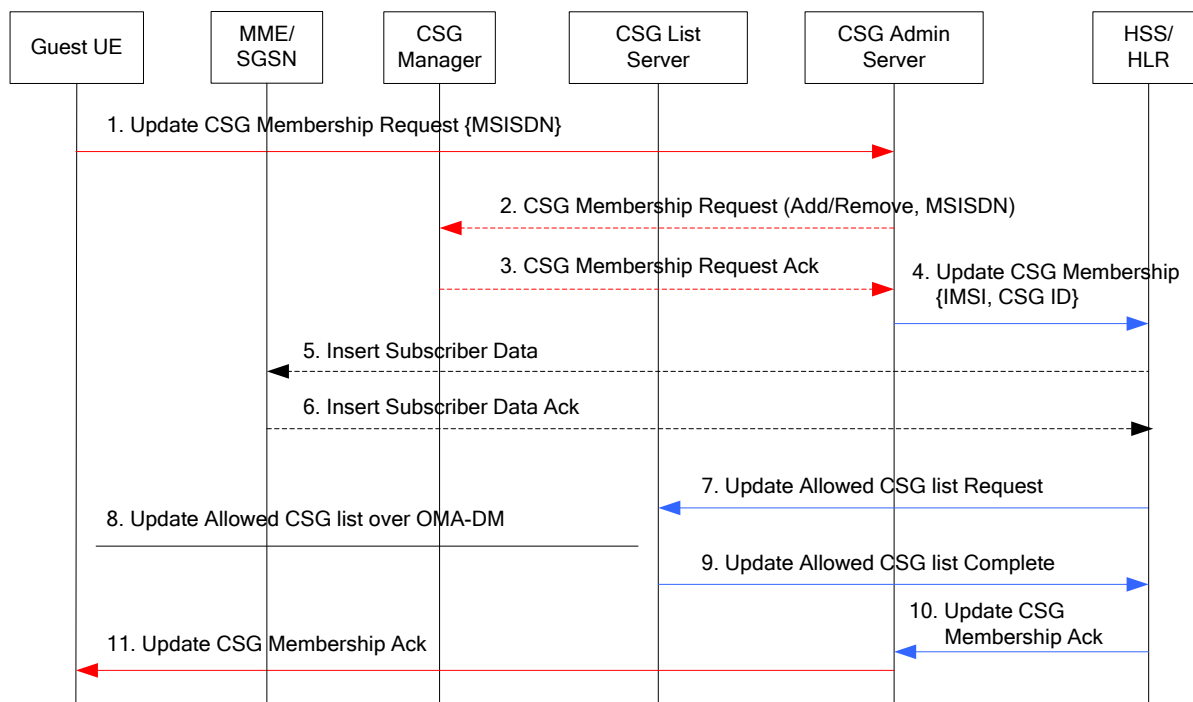 Guest UE
MME/
SGSN
CSG
Manager
CSG List
Server
CSG Admin
Server
HSS/
HLR
1. Update CSG Membership Request {MSISDN}
2. CSG Membership Request (Add/Remove, MSISDN)
3. CSG Membership Request Ack
4. Update CSG Membership
{IMSI, CSG ID}
5. Insert Subscriber Data
6. Insert Subscriber Data Ack
7. Update Allowed CSG list Request
8. Update Allowed CSG list over OMA-DM
9. Update Allowed CSG list Complete
10. Update CSG
Membership Ack
11. Update CSG Membership Ack